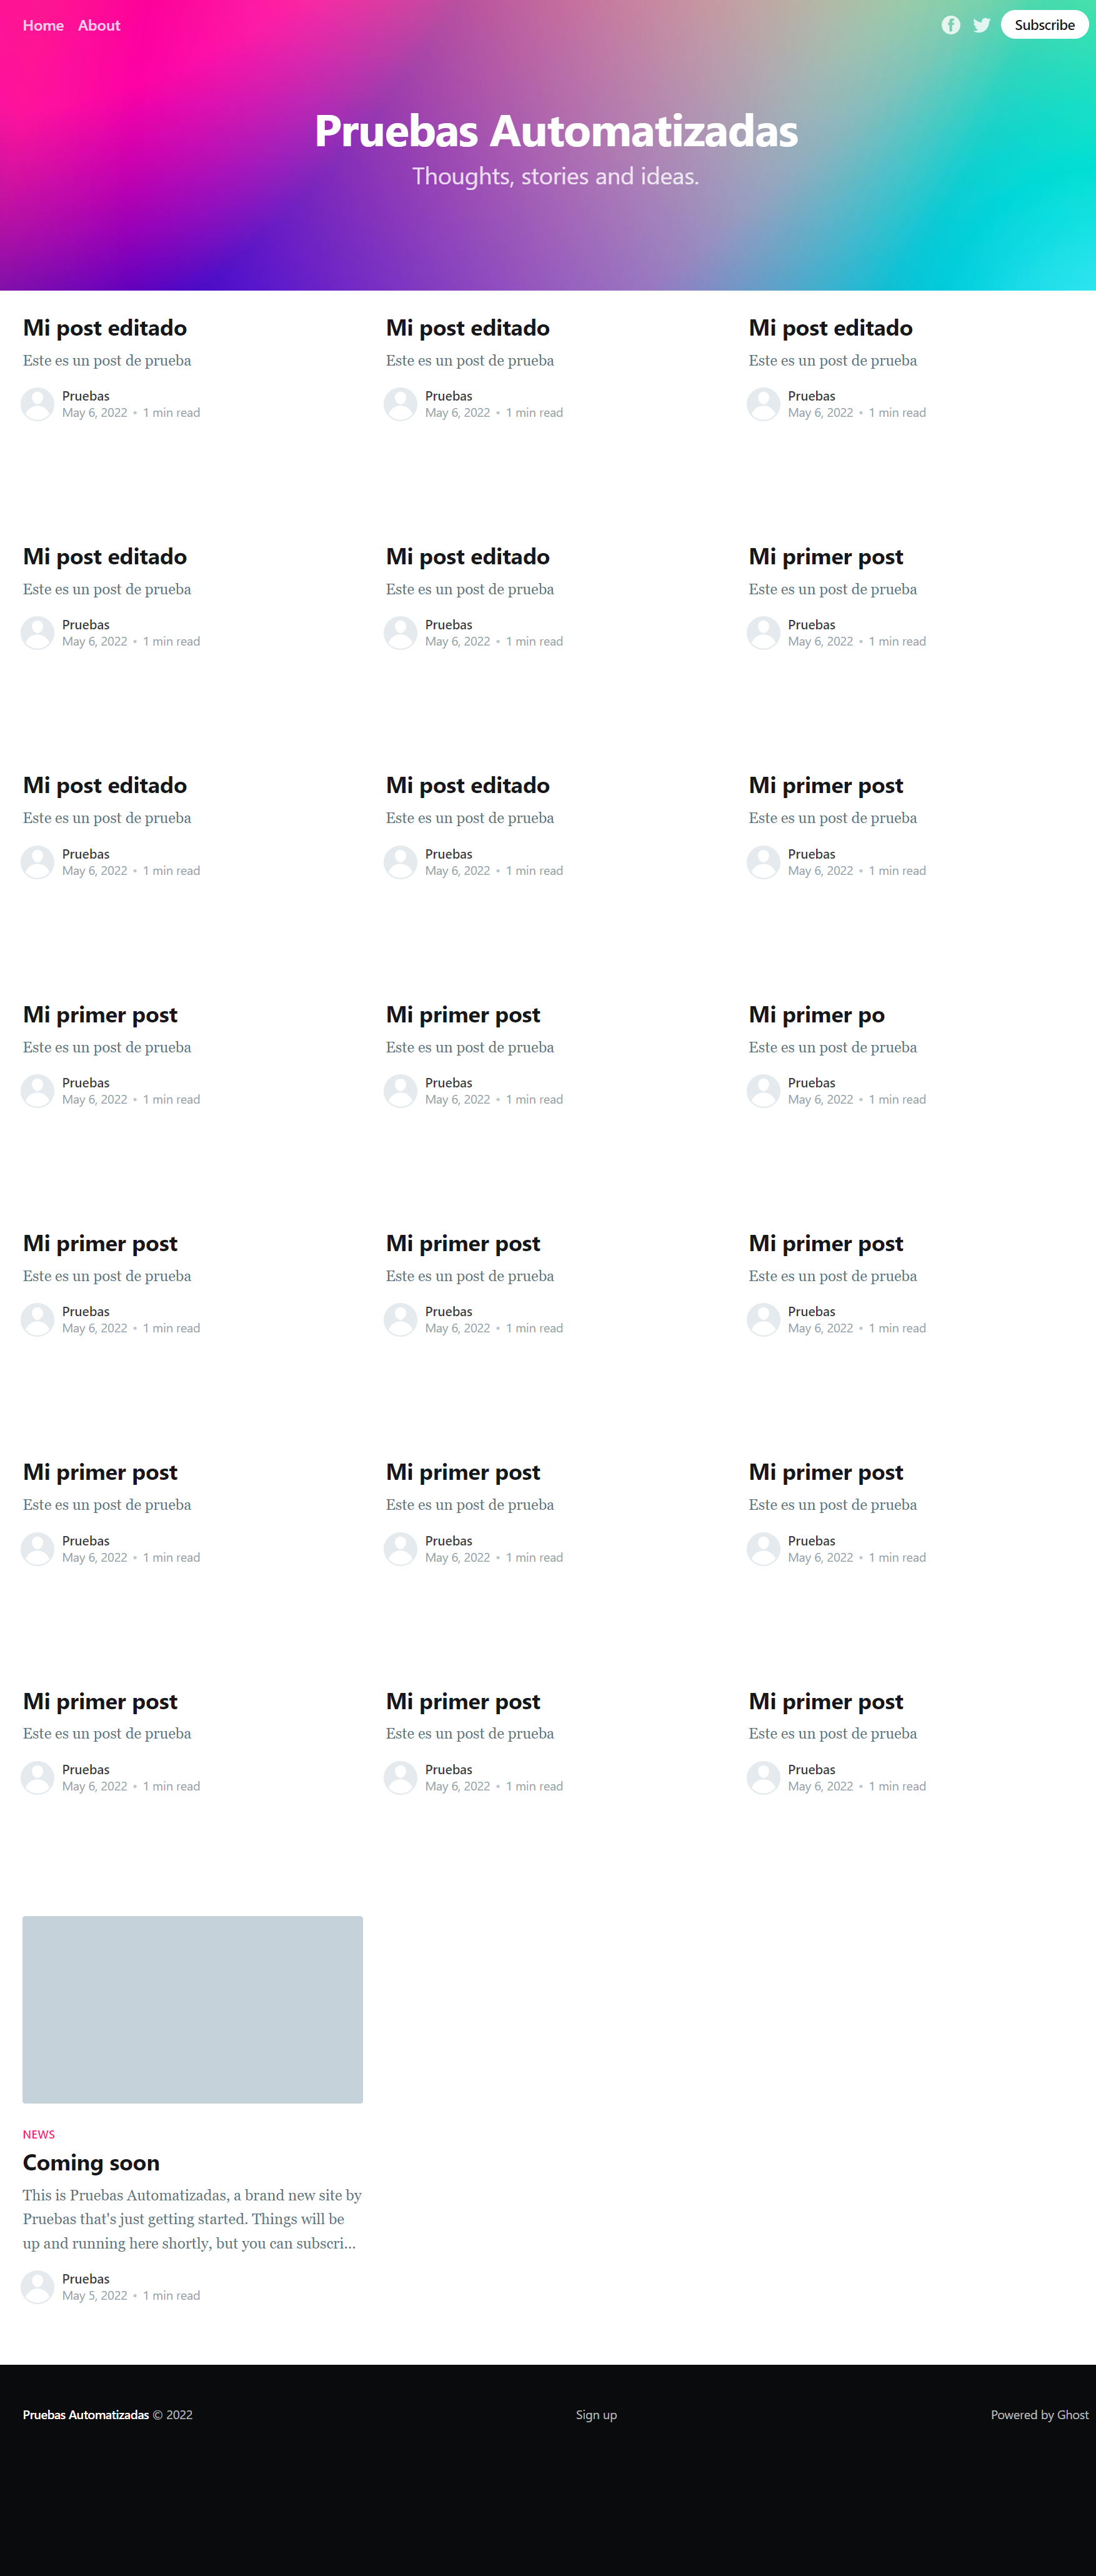 Home About Subscribe
Pruebas Automatizadas
Thoughts, stories and ideas.
Mi post editado
Este es un post de prueba
Pruebas
May 6, 2022 • 1 min read
Mi post editado
Este es un post de prueba
Pruebas
May 6, 2022 • 1 min read
Mi post editado
Este es un post de prueba
Pruebas
May 6, 2022 • 1 min read
Mi post editado
Este es un post de prueba
Pruebas
May 6, 2022 • 1 min read
Mi post editado
Este es un post de prueba
Pruebas
May 6, 2022 • 1 min read
Mi primer post
Este es un post de prueba
Pruebas
May 6, 2022 • 1 min read
Mi post editado
Este es un post de prueba
Pruebas
May 6, 2022 • 1 min read
Mi post editado
Este es un post de prueba
Pruebas
May 6, 2022 • 1 min read
Mi primer post
Este es un post de prueba
Pruebas
May 6, 2022 • 1 min read
Mi primer post
Este es un post de prueba
Pruebas
May 6, 2022 • 1 min read
Mi primer post
Este es un post de prueba
Pruebas
May 6, 2022 • 1 min read
Mi primer po
Este es un post de prueba
Pruebas
May 6, 2022 • 1 min read
Mi primer post
Este es un post de prueba
Pruebas
May 6, 2022 • 1 min read
Mi primer post
Este es un post de prueba
Pruebas
May 6, 2022 • 1 min read
Mi primer post
Este es un post de prueba
Pruebas
May 6, 2022 • 1 min read
Mi primer post
Este es un post de prueba
Pruebas
May 6, 2022 • 1 min read
Mi primer post
Este es un post de prueba
Pruebas
May 6, 2022 • 1 min read
Mi primer post
Este es un post de prueba
Pruebas
May 6, 2022 • 1 min read
Mi primer post
Este es un post de prueba
Pruebas
May 6, 2022 • 1 min read
Mi primer post
Este es un post de prueba
Pruebas
May 6, 2022 • 1 min read
Mi primer post
Este es un post de prueba
Pruebas
May 6, 2022 • 1 min read
NEWS
Coming soon
This is Pruebas Automatizadas, a brand new site by
Pruebas that's just getting started. Things will be
up and running here shortly, but you can subscri...
Pruebas
May 5, 2022 • 1 min read
Pruebas Automatizadas © 2022 Sign up Powered by Ghost